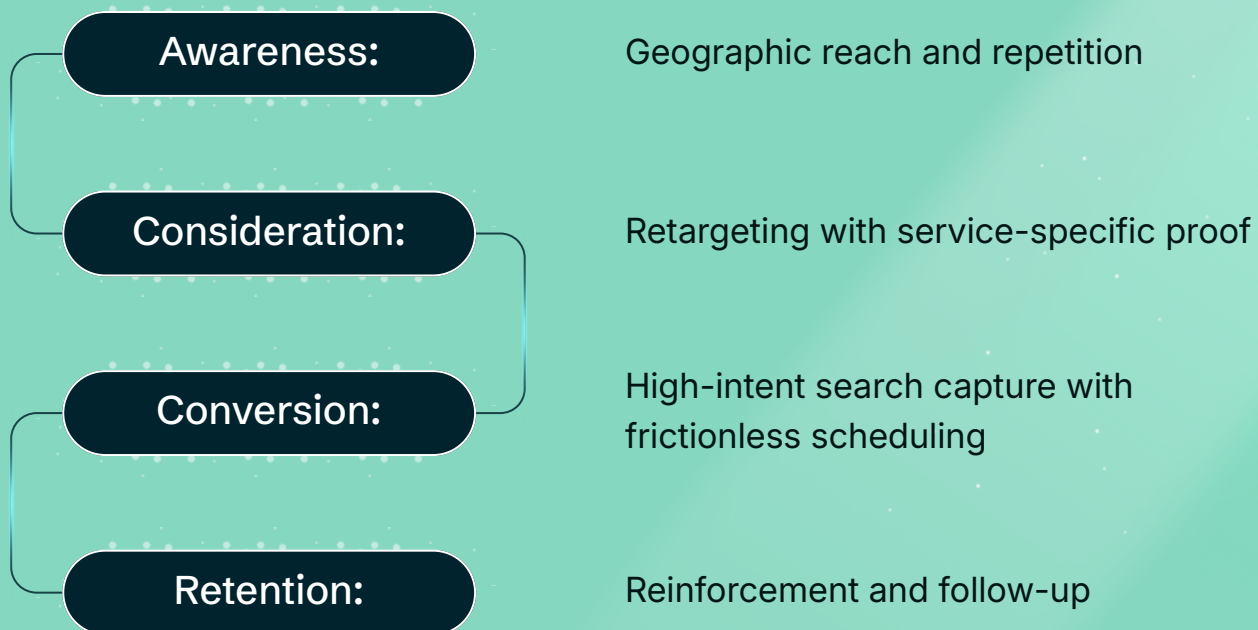 Awareness:
Geographic reach and repetition
Consideration:
Retargeting with service-specific proof
Conversion:
High-intent search capture with
frictionless scheduling
Retention:
Reinforcement and follow-up